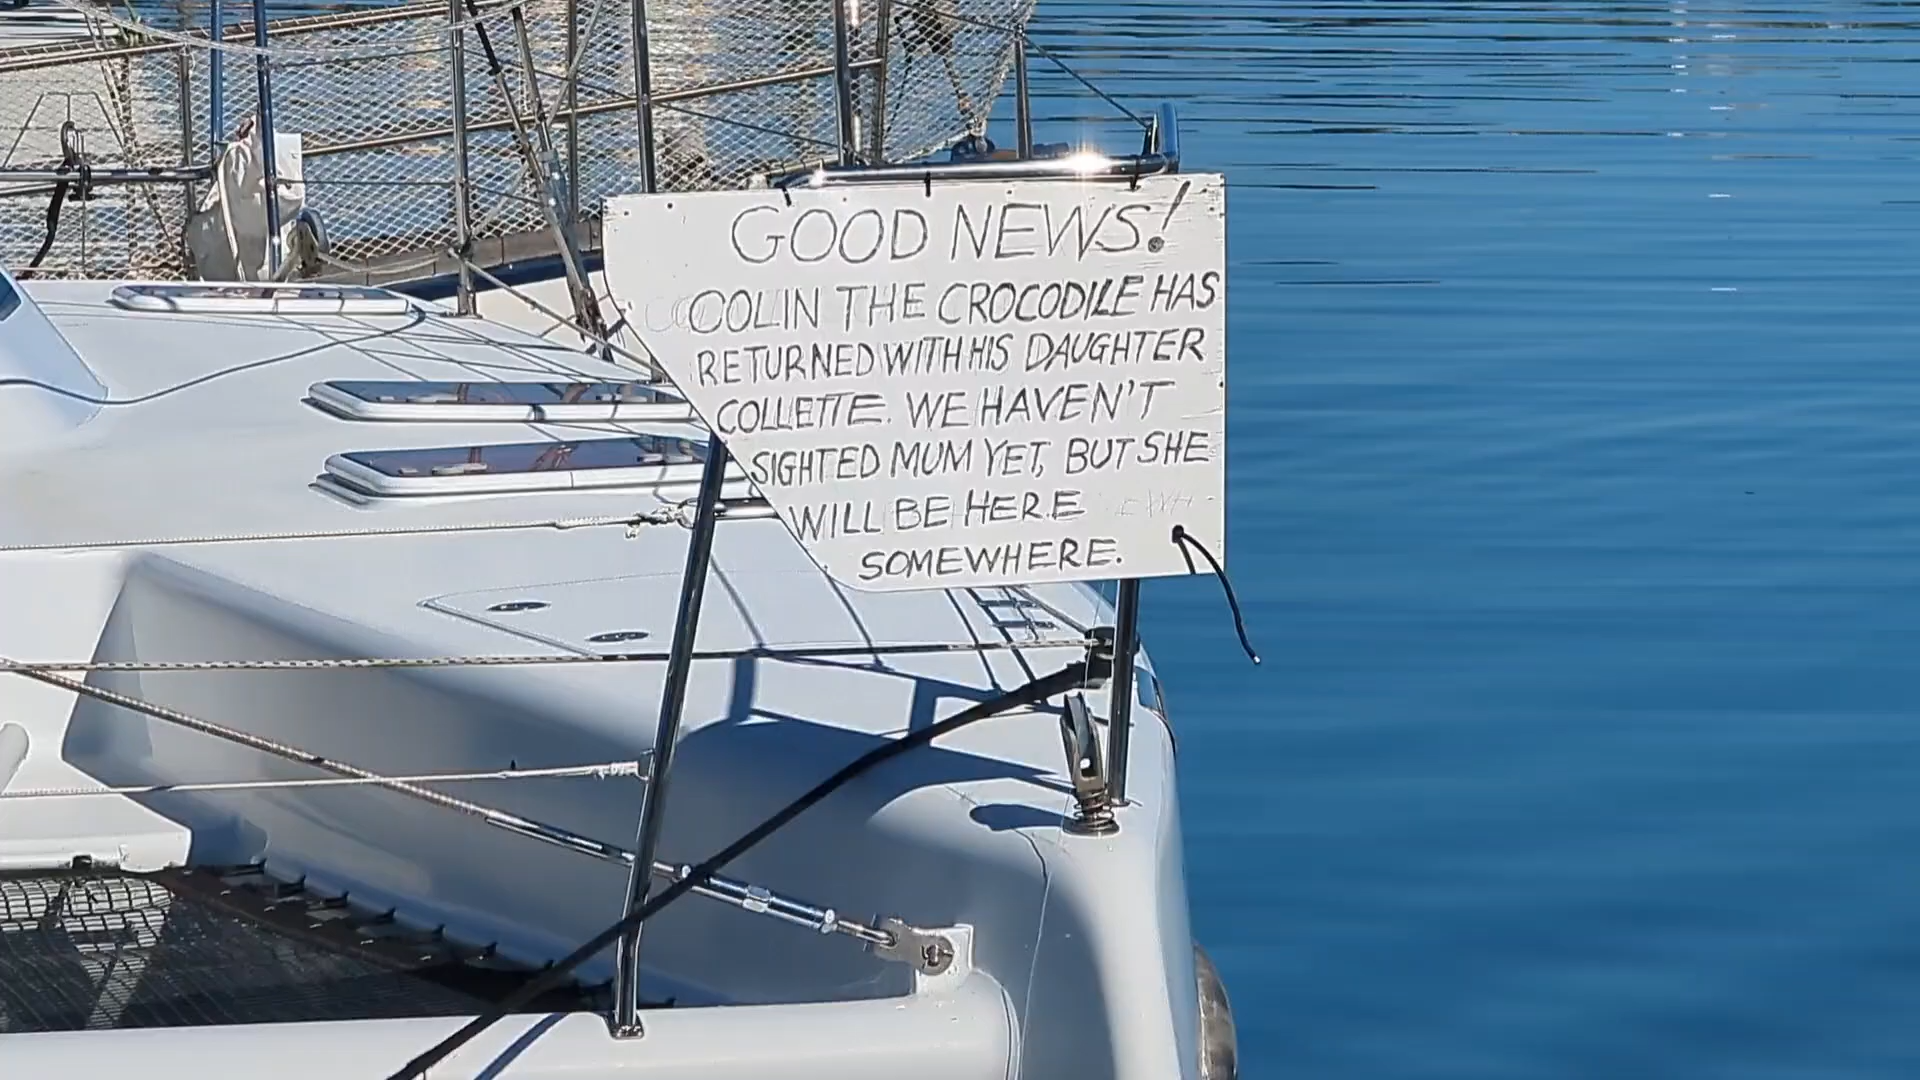 GOOD NEWS!
COLIN THE CROCODILE HAS
RETURNED WITH HIS DAUGHTER
COLLETTE. WE HAVEN'T
SIGHTED MUM YET, BUT SHE
WILL BE HERE
SOMEWHERE.